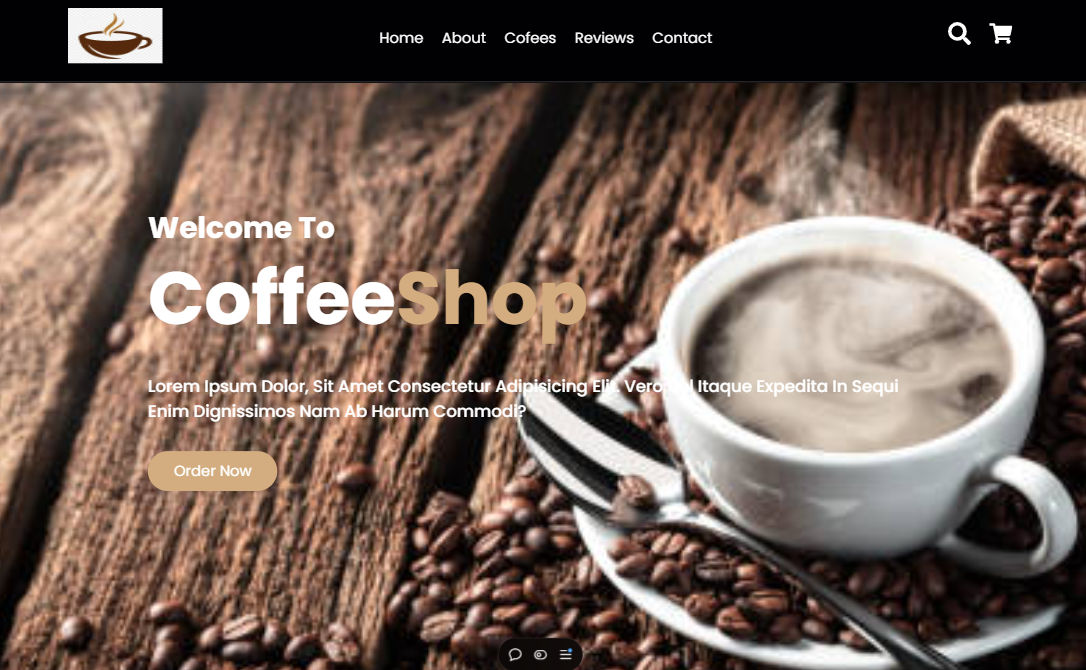 Home About Cofees Reviews Contact
Welcome To
CoffeeShop
Lorem Ipsum Dolor, Sit Amet Consectetur Adipisicing Elit. Vero Itaque Expedita In Sequi
Enim Dignissimos Nam Ab Harum Commodi?
Order Now